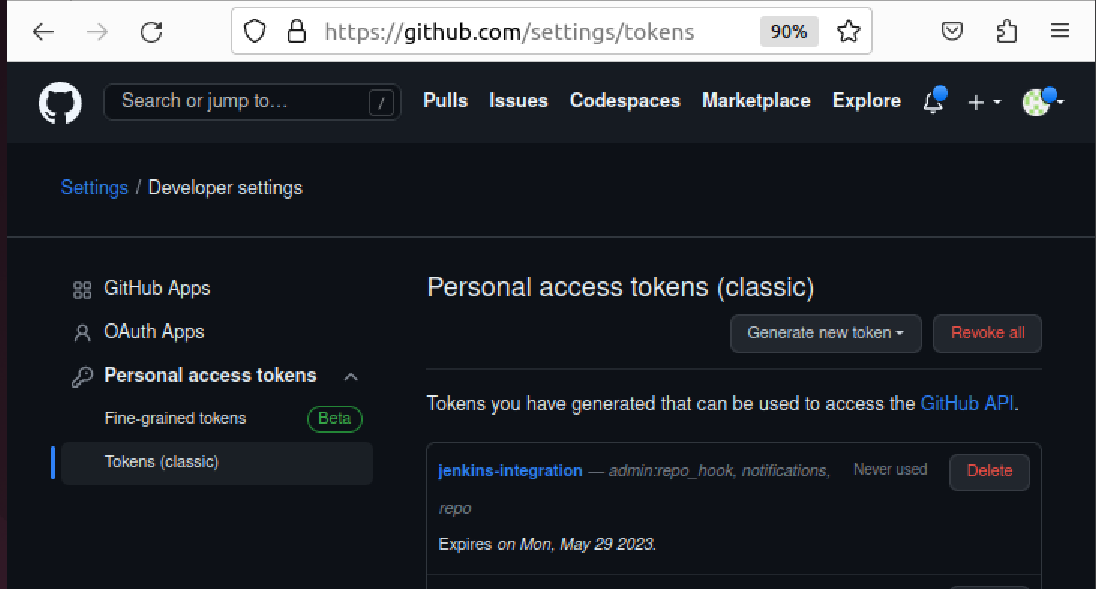 https://github.com/settings/tokens 90%
Search or jump to… / Pulls Issues Codespaces Marketplace Explore
Settings / Developer settings
GitHub Apps
OAuth Apps
Personal access tokens
Fine-grained tokens Beta
Tokens (classic)
Personal access tokens (classic)
Generate new token Revoke all
Tokens you have generated that can be used to access the GitHub API.
jenkins-integration — admin:repo_hook, notifications, Never used Delete
repo
Expires on Mon, May 29 2023.